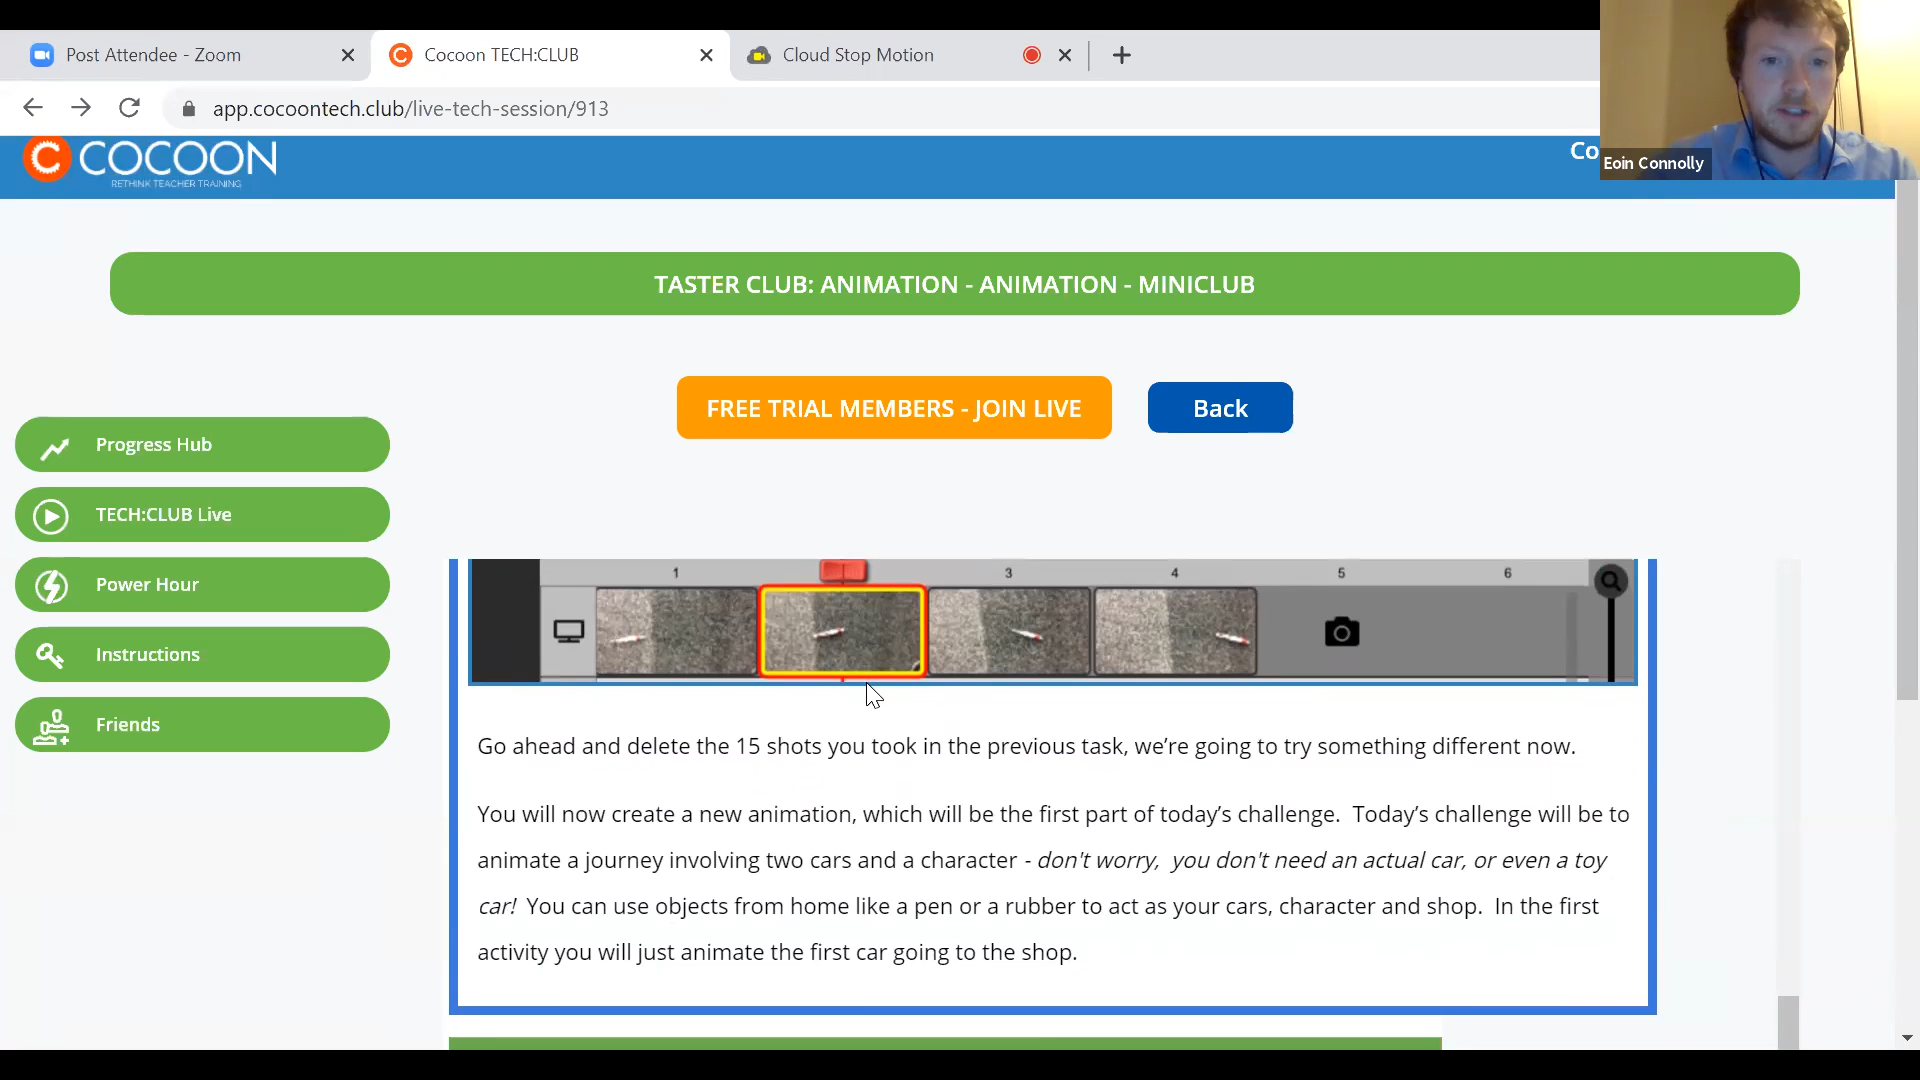 Post Attendee - Zoom
Cocoon TECH:CLUB
Cloud Stop Motion
app.cocoontech.club/live-tech-session/913
C COCOON
RETHINK TEACHER TRAINING
Co
Eoin Connolly
TASTER CLUB: ANIMATION - ANIMATION - MINICLUB
FREE TRIAL MEMBERS - JOIN LIVE
Back
Progress Hub
TECH:CLUB Live
Power Hour
Instructions
Friends
1 3 4 5 6
Go ahead and delete the 15 shots you took in the previous task, we’re going to try something different now.
You will now create a new animation, which will be the first part of today’s challenge. Today’s challenge will be to
animate a journey involving two cars and a character - don't worry, you don't need an actual car, or even a toy
car! You can use objects from home like a pen or a rubber to act as your cars, character and shop. In the first
activity you will just animate the first car going to the shop.